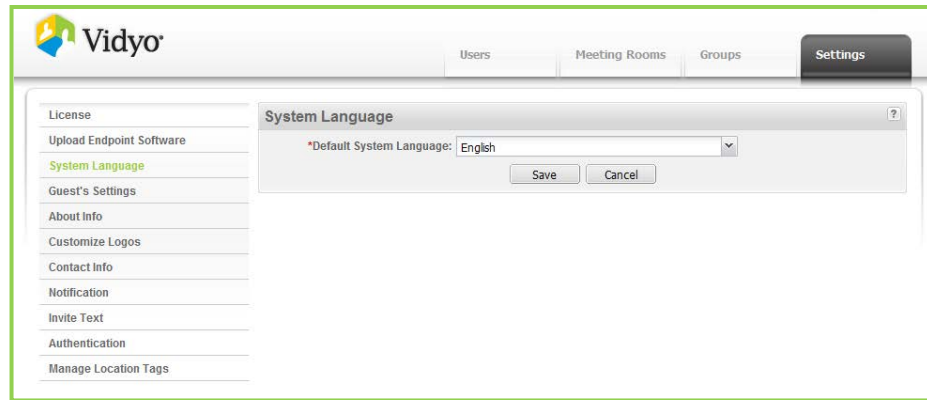 Vidyo
Users
Meeting Rooms
Groups
Settings
License
Upload Endpoint Software
System Language
Guest's Settings
About Info
Customize Logos
Contact Info
Notification
Invite Text
Authentication
Manage Location Tags
System Language
?
*Default System Language: English
Save Cancel